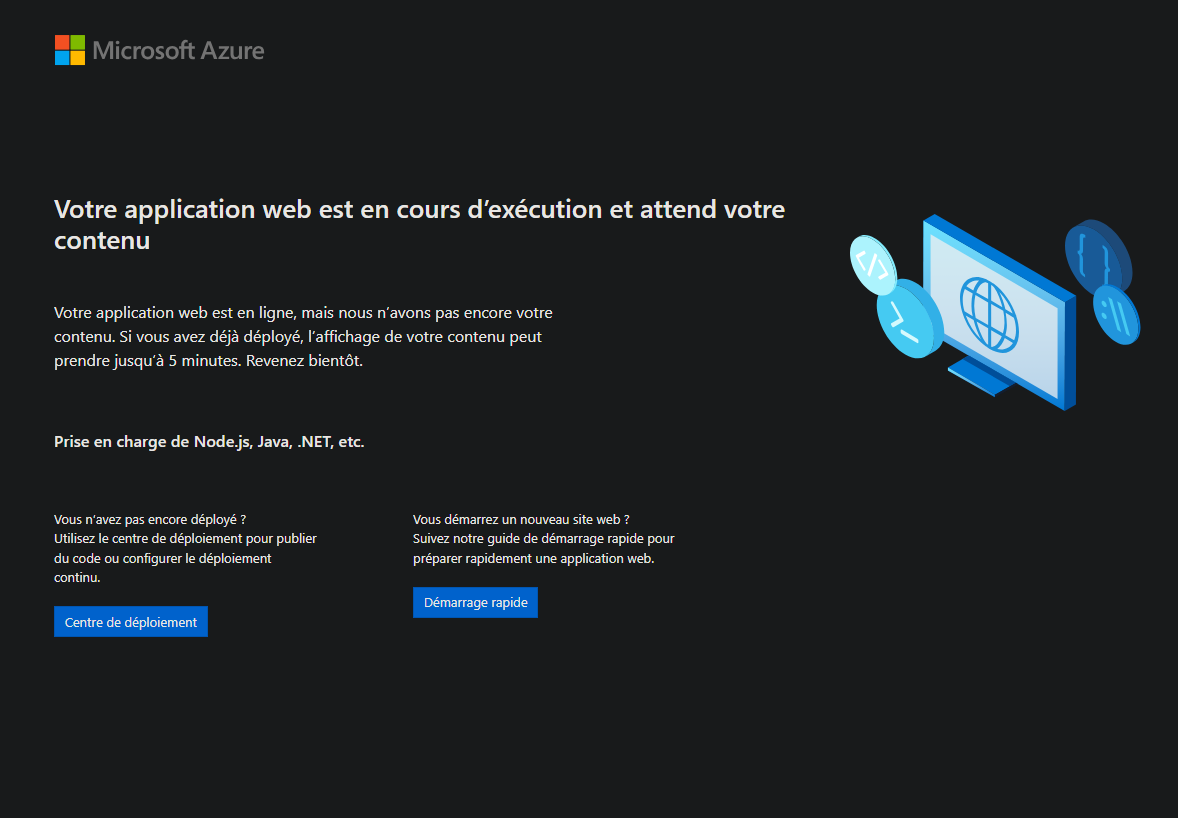 Microsoft Azure
Votre application web est en cours d’exécution et attend votre
contenu
Votre application web est en ligne, mais nous n’avons pas encore votre
contenu. Si vous avez déjà déployé, l’affichage de votre contenu peut
prendre jusqu’à 5 minutes. Revenez bientôt.
Prise en charge de Node.js, Java, .NET, etc.
Vous n’avez pas encore déployé ?
Utilisez le centre de déploiement pour publier
du code ou configurer le déploiement
continu.
Centre de déploiement
Vous démarrez un nouveau site web ?
Suivez notre guide de démarrage rapide pour
préparer rapidement une application web.
Démarrage rapide